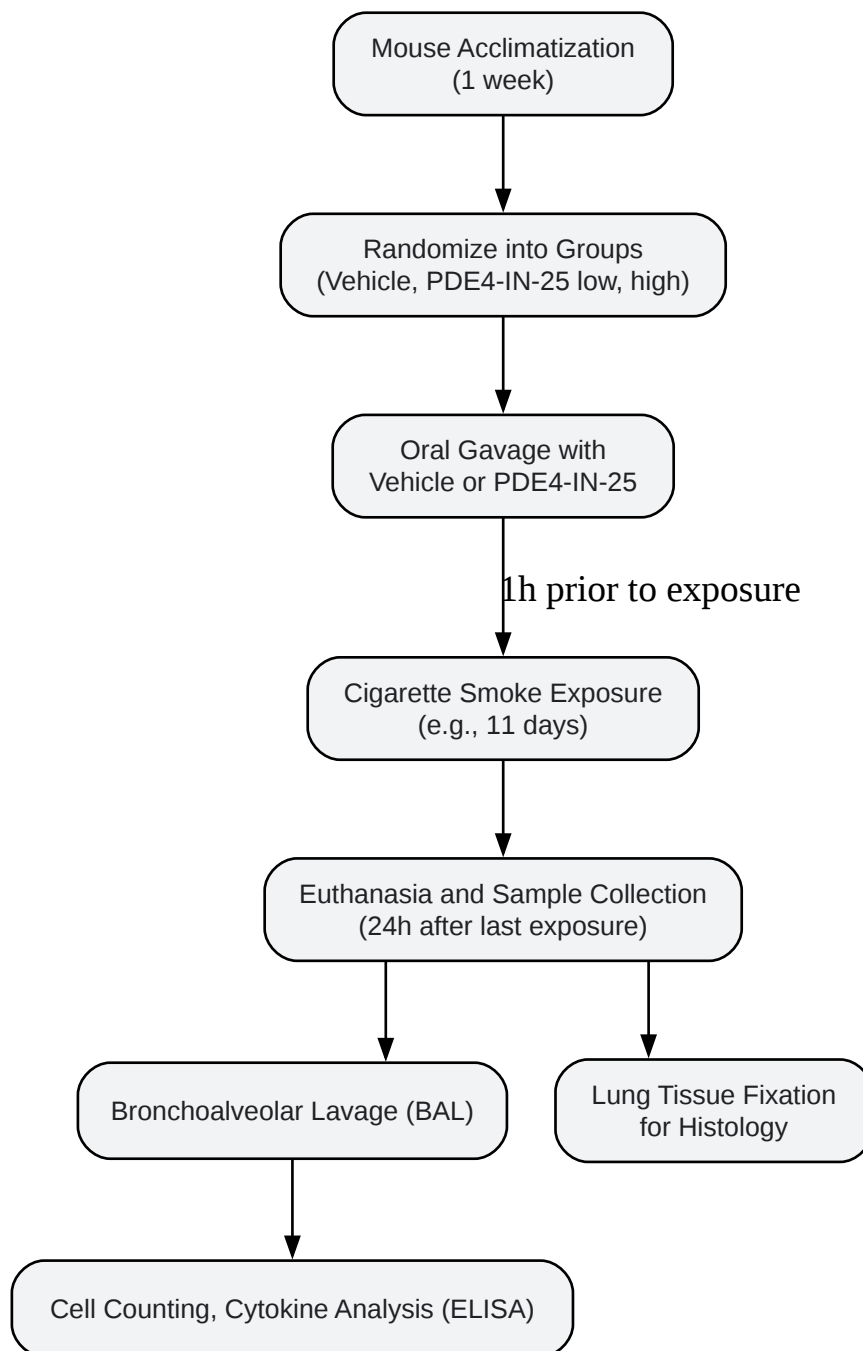 Mouse Acclimatization
(1 week)
Randomize into Groups
(Vehicle, PDE4-IN-25 low, high)
Oral Gavage with
Vehicle or PDE4-IN-25
1h prior to exposure
Cigarette Smoke Exposure
(e.g., 11 days)
Euthanasia and Sample Collection
(24h after last exposure)
Bronchoalveolar Lavage (BAL)
Lung Tissue Fixation
for Histology
Cell Counting, Cytokine Analysis (ELISA)